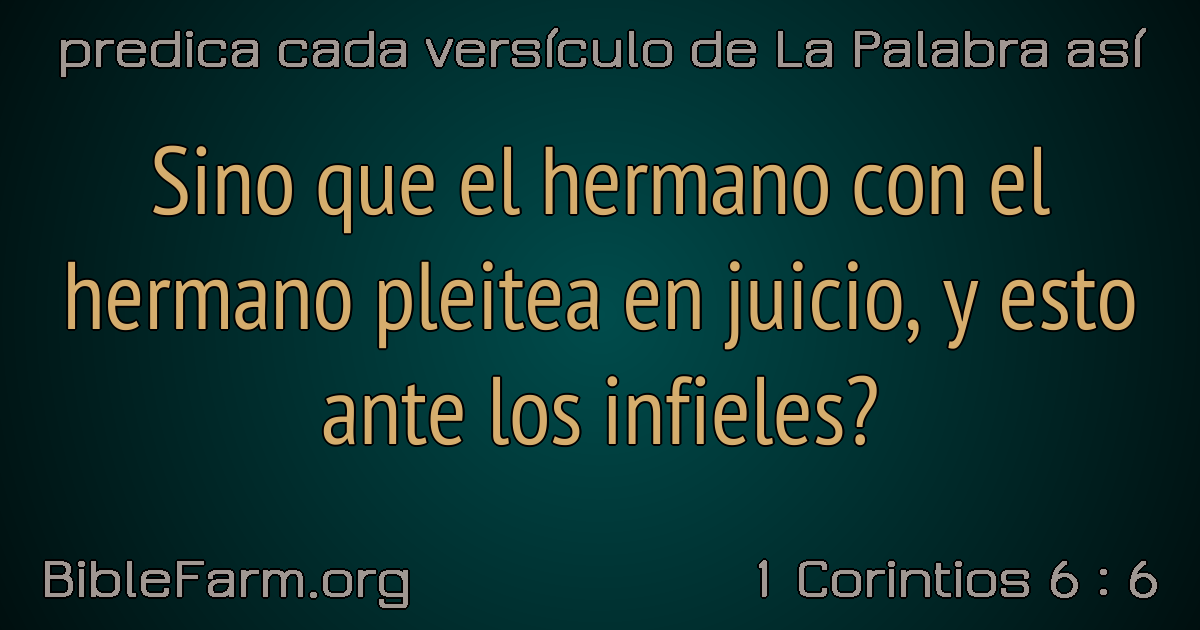 predica cada versículo de La Palabra así
Sino que el hermano con el
hermano pleitea en juicio, y esto
ante los infieles?
BibleFarm.org
1 Corintios 6 : 6